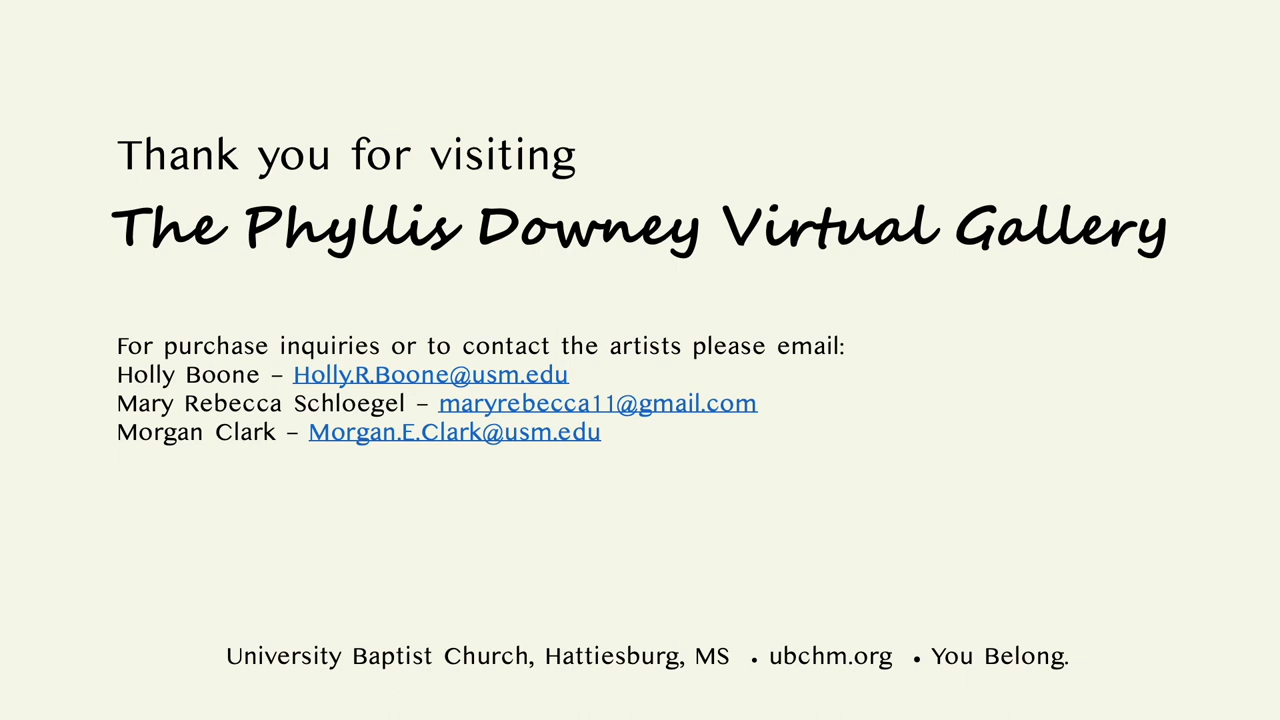 Thank you for visiting
The Phyllis Downey Virtual Gallery
For purchase inquiries or to contact the artists please email:
Holly Boone – Holly.R.Boone@usm.edu
Mary Rebecca Schloegel – maryrebecca11@gmail.com
Morgan Clark – Morgan.E.Clark@usm.edu
University Baptist Church, Hattiesburg, MS • ubchm.org • You Belong.